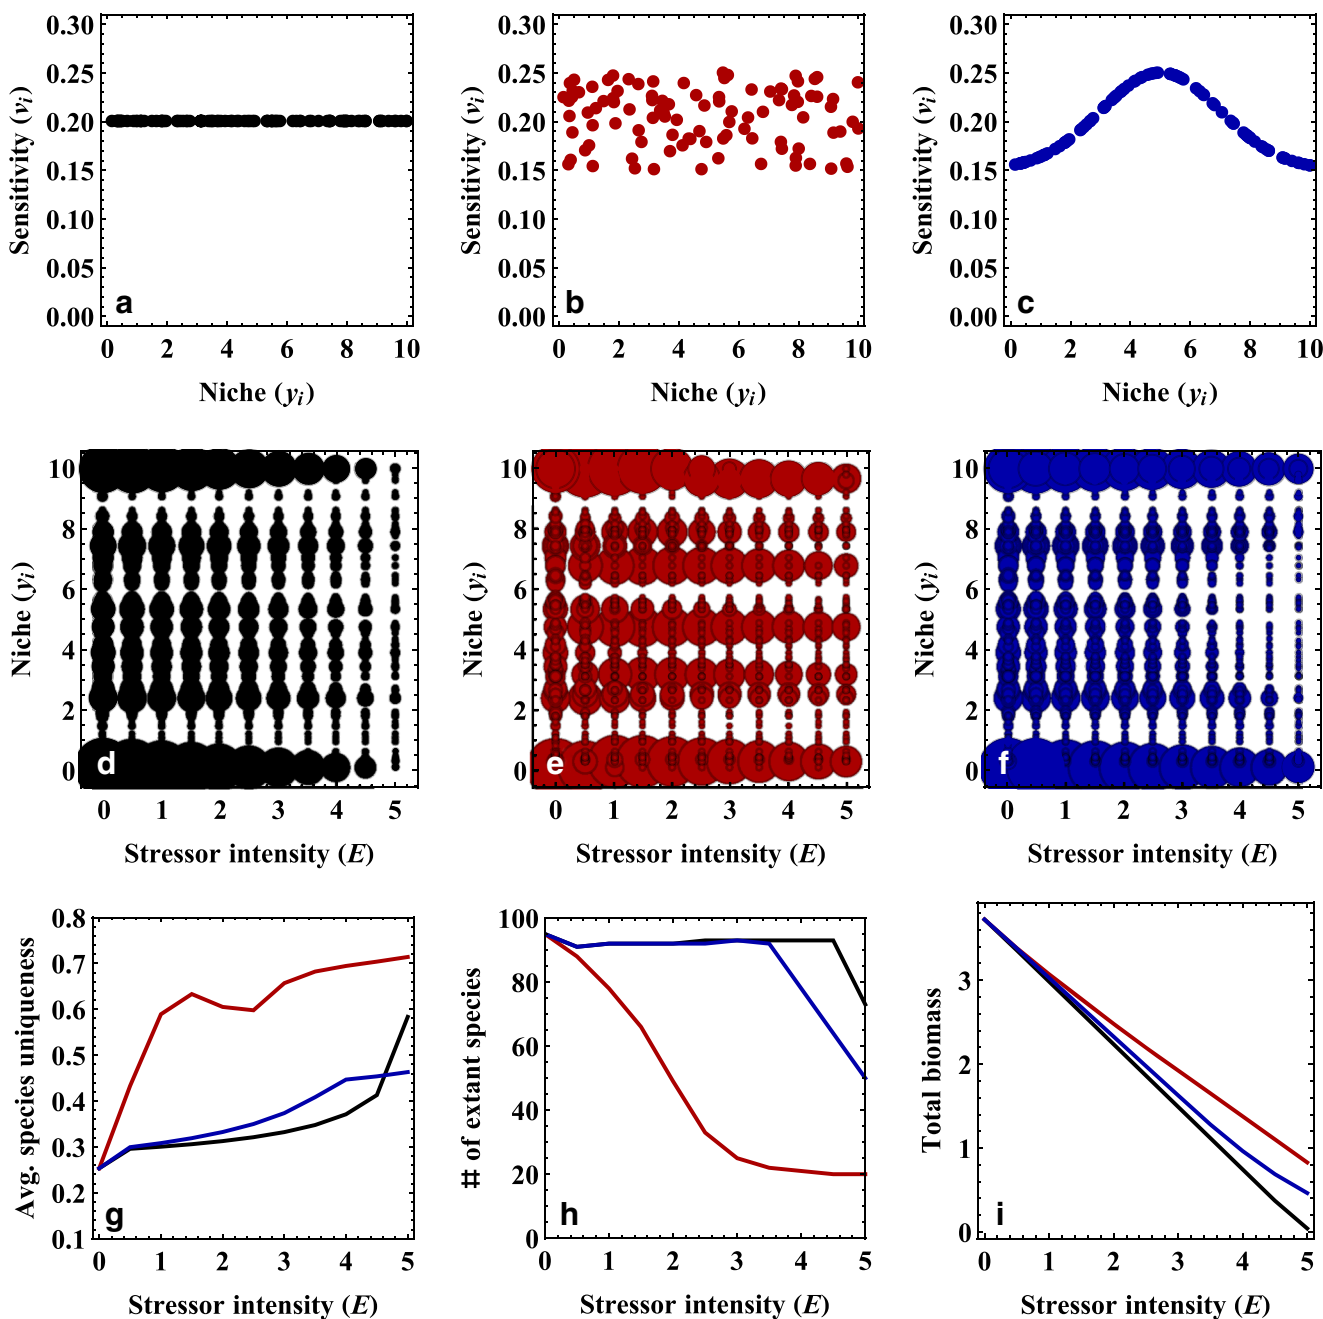 0.30
0.25
0.20
0.15
0.10
0.05
0.00
Sensitivity (vi)
a
0 2 4 6 8 10
Niche (yi)
0.30
0.25
0.20
0.15
0.10
0.05
0.00
Sensitivity (vi)
b
0 2 4 6 8 10
Niche (yi)
0.30
0.25
0.20
0.15
0.10
0.05
0.00
Sensitivity (vi)
c
0 2 4 6 8 10
Niche (yi)
10
8
6
4
2
0
Niche (yi)
d
0 1 2 3 4 5
Stressor intensity (E)
10
8
6
4
2
0
Niche (yi)
e
0 1 2 3 4 5
Stressor intensity (E)
10
8
6
4
2
0
Niche (yi)
f
0 1 2 3 4 5
Stressor intensity (E)
0.8
0.7
0.6
0.5
0.4
0.3
0.2
0.1
Avg. species uniqueness
g
0 1 2 3 4 5
Stressor intensity (E)
100
80
60
40
20
0
# of extant species
h
0 1 2 3 4 5
Stressor intensity (E)
3
2
1
0
Total biomass
i
0 1 2 3 4 5
Stressor intensity (E)